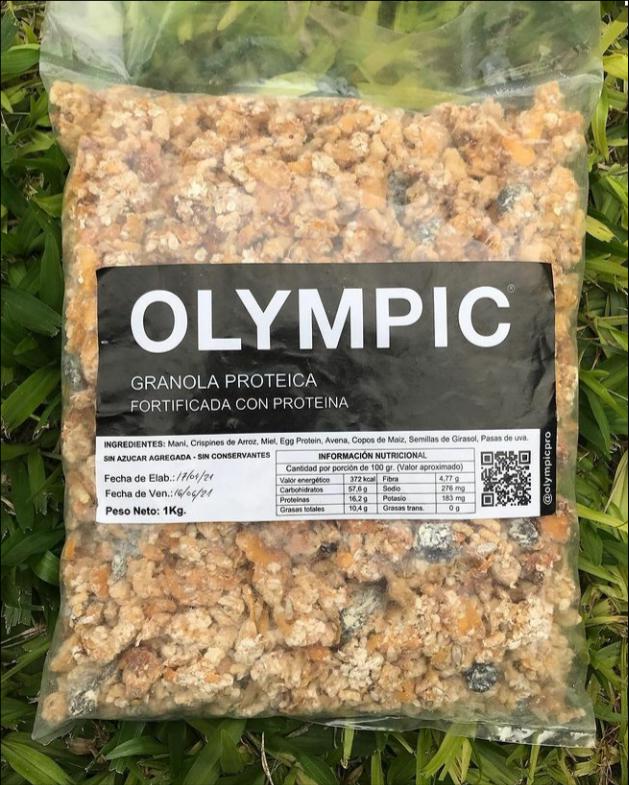 OLYMPIC®
GRANOLA PROTEICA
FORTIFICADA CON PROTEINA
INGREDIENTES: Mani, Crispines de Arroz, Miel, Egg Protein, Avena, Copos de Maiz, Semillas de Girasol, Pasas de uva.
SIN AZUCAR AGREGADA - SIN CONSERVANTES
Fecha de Elab.:
Fecha de Ven.: 16/06/21
Peso Neto: 1Kg.
INFORMACIÓN NUTRICIONAL
Cantidad por porción de 100 gr. (Valor aproximado)
Valor energético 372 kcal Fibra 4,77 g
Carbohidratos 57,6 g Sodio 276 mg
Proteinas 16,2 g Potasio 183 mg
Grasas totales 10,4 g Grasas trans. 0 g
@olympicpro